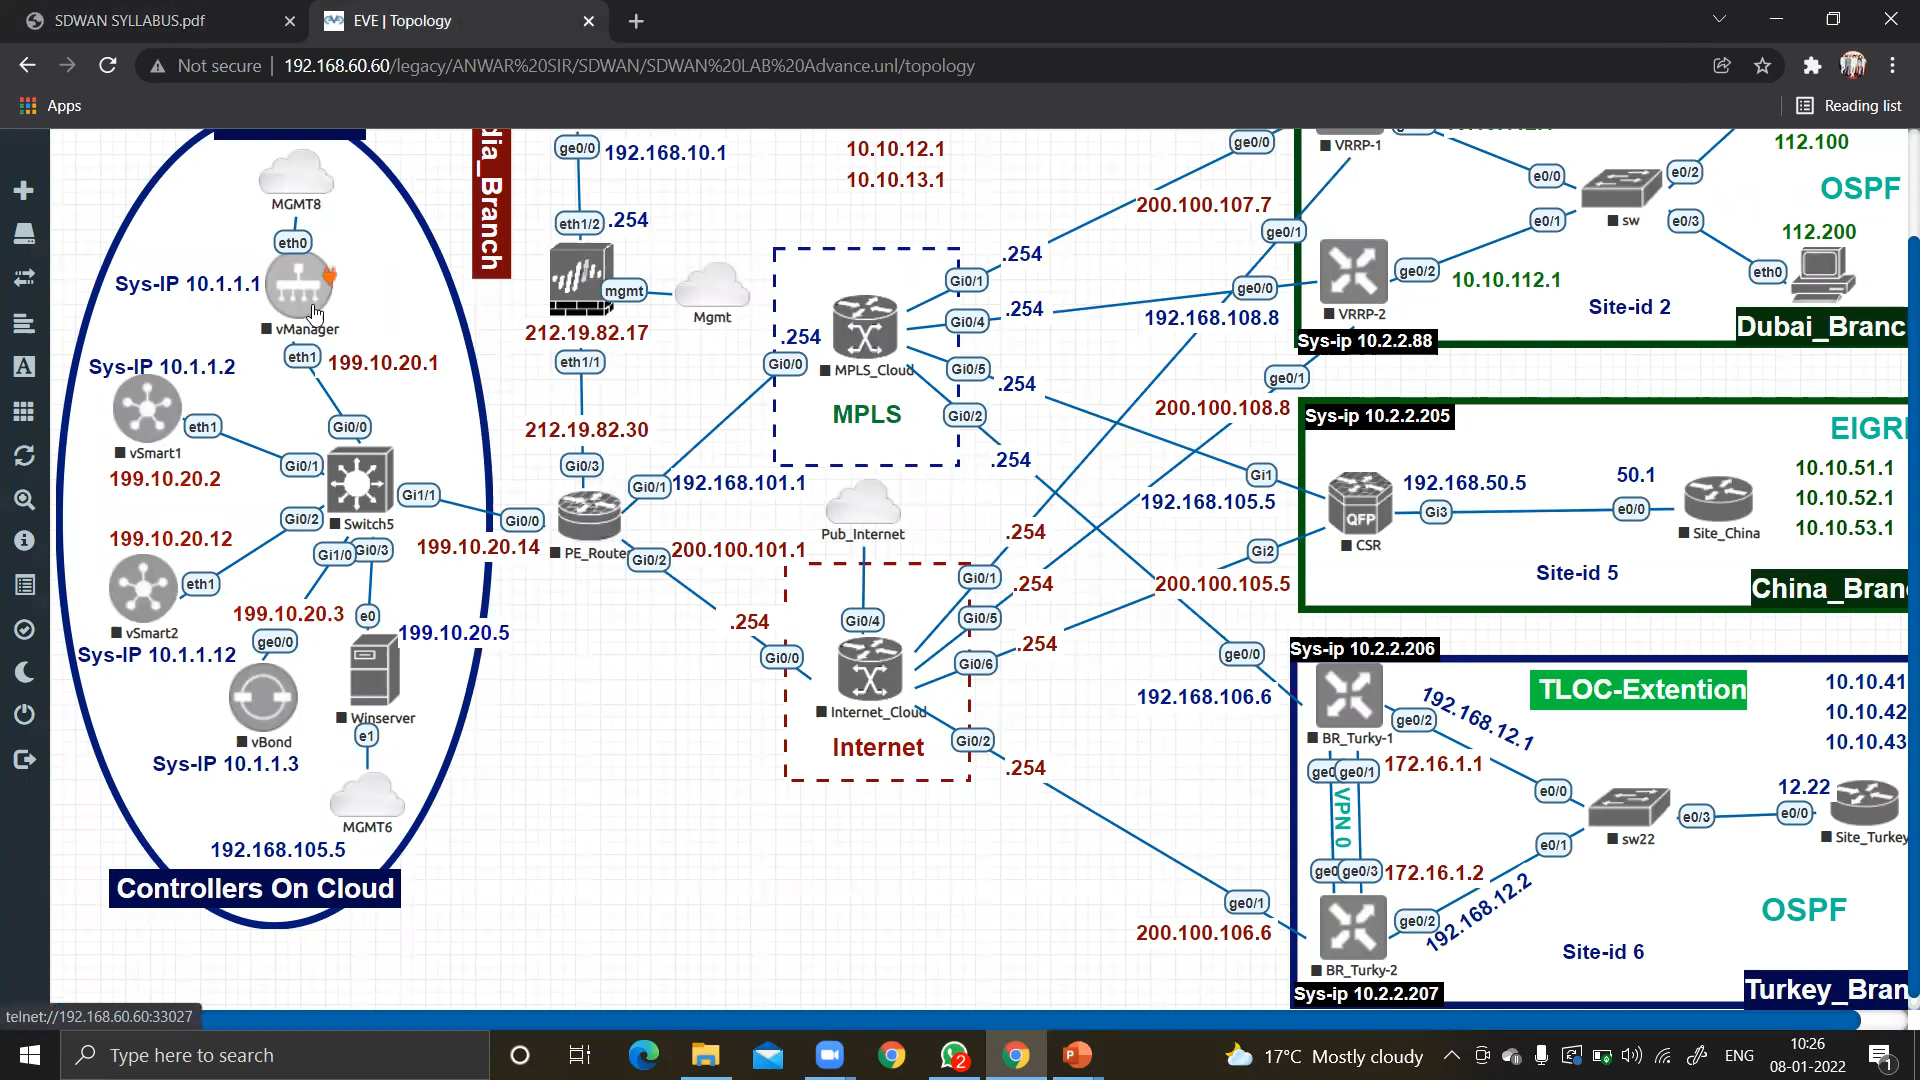 SDWAN SYLLABUS.pdf
EVE | Topology
Not secure
192.168.60.60/legacy/ANWAR%20SIR/SDWAN/SDWAN%20LAB%20Advance.unl/topology
Apps
Reading list
MGMT8
eth0
Sys-IP 10.1.1.1
vManager
eth1
199.10.20.1
Sys-IP 10.1.1.2
vSmart1
eth1
Gi0/0
Gi0/1
199.10.20.2
Switch5
Gi1/1
Gi0/2
199.10.20.12
Gi1/0
Gi0/3
vSmart2
eth1
Sys-IP 10.1.1.12
199.10.20.3
ge0/0
e0
199.10.20.5
vBond
Winserver
e1
Sys-IP 10.1.1.3
MGMT6
192.168.105.5
Controllers On Cloud
dia_Branch
ge0/0
192.168.10.1
10.10.12.1
10.10.13.1
eth1/2
.254
mgmt
Mgmt
212.19.82.17
eth1/1
212.19.82.30
Gi0/3
Gi0/0
PE_Router
199.10.20.14
Gi0/1
192.168.101.1
Gi0/2
200.100.101.1
.254
Gi0/0
MPLS_Cloud
MPLS
Gi0/1
.254
Gi0/4
.254
Gi0/5
.254
Gi0/2
.254
Pub_Internet
Gi0/4
.254
Gi0/0
Internet_Cloud
Internet
.254
Gi0/1
.254
Gi0/5
.254
Gi0/6
Gi0/2
.254
ge0/0
200.100.107.7
ge0/1
ge0/0
192.168.108.8
ge0/1
200.100.108.8
Gi1
192.168.105.5
Gi2
200.100.105.5
ge0/0
192.168.106.6
ge0/1
200.100.106.6
VRRP-1
e0/0
e0/2
112.100
sw
OSPF
e0/1
e0/3
112.200
VRRP-2
ge0/2
10.10.112.1
eth0
Site-id 2
Sys-ip 10.2.2.88
Dubai_Branc
Sys-ip 10.2.2.205
EIGR
192.168.50.5
50.1
10.10.51.1
10.10.52.1
10.10.53.1
QFP
Gi3
e0/0
Site_China
CSR
Site-id 5
China_Bran
Sys-ip 10.2.2.206
TLOC-Extention
10.10.41
10.10.42
10.10.43
BR_Turky-1
ge0/2
192.168.12.1
ge0/1
172.16.1.1
VPN 0
e0/0
sw22
e0/3
12.22
e0/0
Site_Turkey
e0/1
ge0/3
172.16.1.2
BR_Turky-2
ge0/2
192.168.12.2
OSPF
Site-id 6
Sys-ip 10.2.2.207
Turkey_Bran
telnet://192.168.60.60:33027
Type here to search
2
17°C Mostly cloudy
ENG
10:26
08-01-2022
1